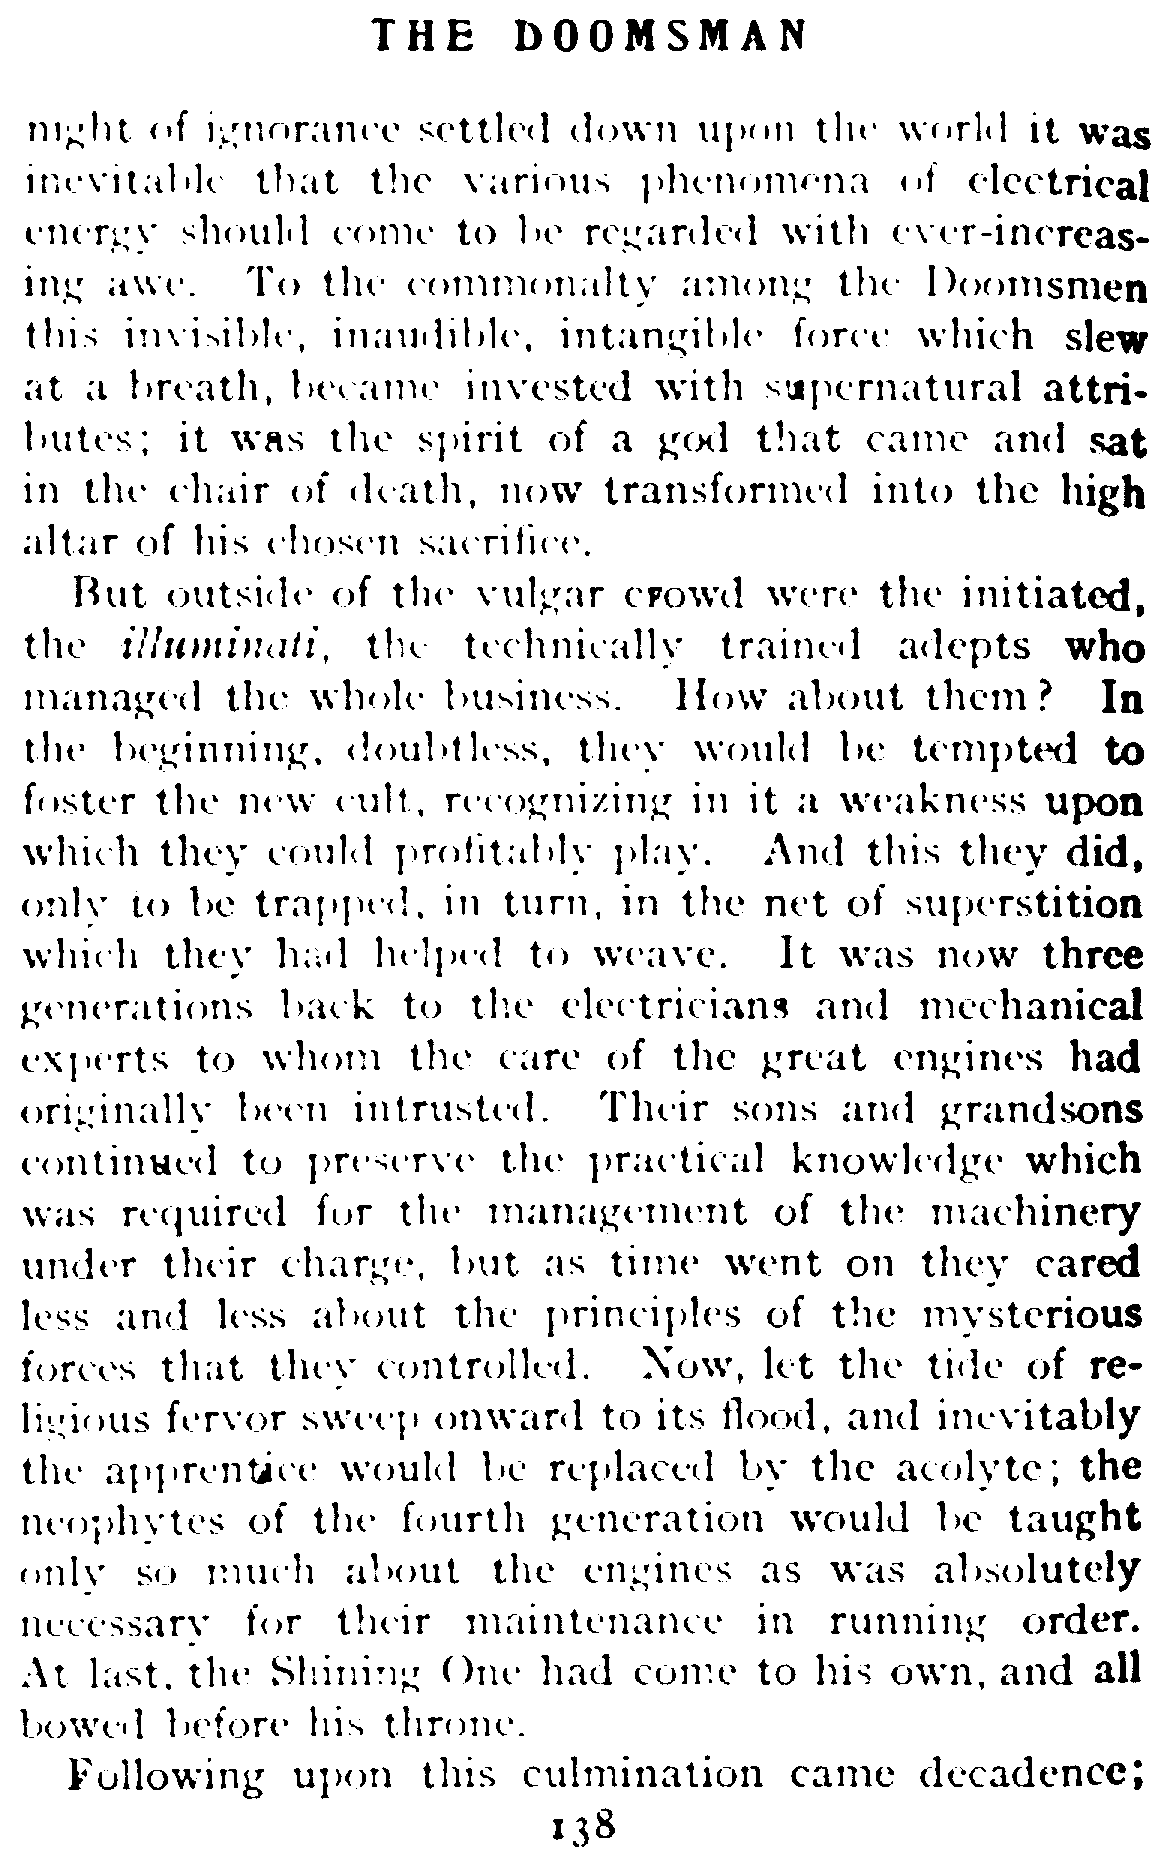 THE DOOMSMAN
night of ignorance settled down upon the world it was
inevitable that the various phenomena of electrical
energy should come to be regarded with ever-increas-
ing awe. To the commonalty among the Doomsmen
this invisible, inaudible, intangible force which slew
at a breath, became invested with supernatural attri-
butes; it was the spirit of a god that came and sat
in the chair of death, now transformed into the high
altar of his chosen sacrifice.
But outside of the vulgar crowd were the initiated,
the illuminati, the technically trained adepts who
managed the whole business. How about them? In
the beginning, doubtless, they would be tempted to
foster the new cult, recognizing in it a weakness upon
which they could profitably play. And this they did,
only to be trapped, in turn, in the net of superstition
which they had helped to weave. It was now three
generations back to the electricians and mechanical
experts to whom the care of the great engines had
originally been intrusted. Their sons and grandsons
continued to preserve the practical knowledge which
was required for the management of the machinery
under their charge, but as time went on they cared
less and less about the principles of the mysterious
forces that they controlled. Now, let the tide of re-
ligious fervor sweep onward to its flood, and inevitably
the apprentice would be replaced by the acolyte; the
neophytes of the fourth generation would be taught
only so much about the engines as was absolutely
necessary for their maintenance in running order.
At last, the Shining One had come to his own, and all
bowed before his throne.
Following upon this culmination came decadence;
138